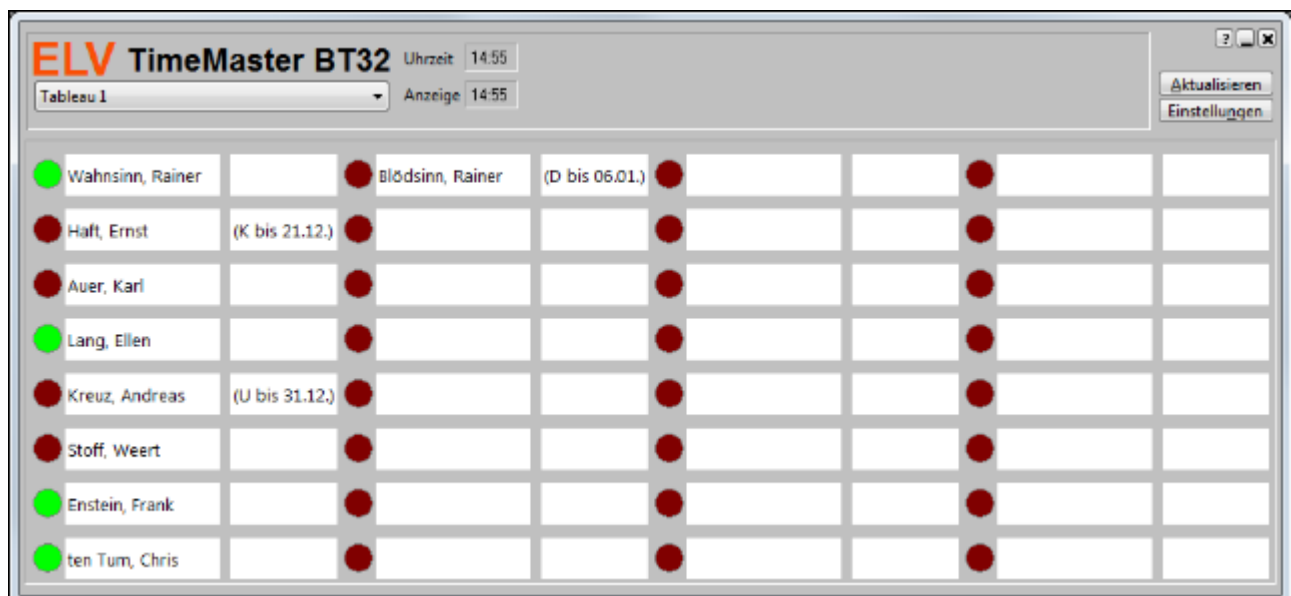 ELV TimeMaster BT32 Uhrzeit 14:55
Tableau 1 Anzeige 14:55
?
Aktualisieren
Einstellungen
Wahnsinn, Rainer Blödsinn, Rainer (D bis 06.01.)
Haft, Ernst (K bis 21.12.)
Auer, Karl
Lang, Ellen
Kreuz, Andreas (U bis 31.12.)
Stoff, Weert
Enstein, Frank
ten Tum, Chris